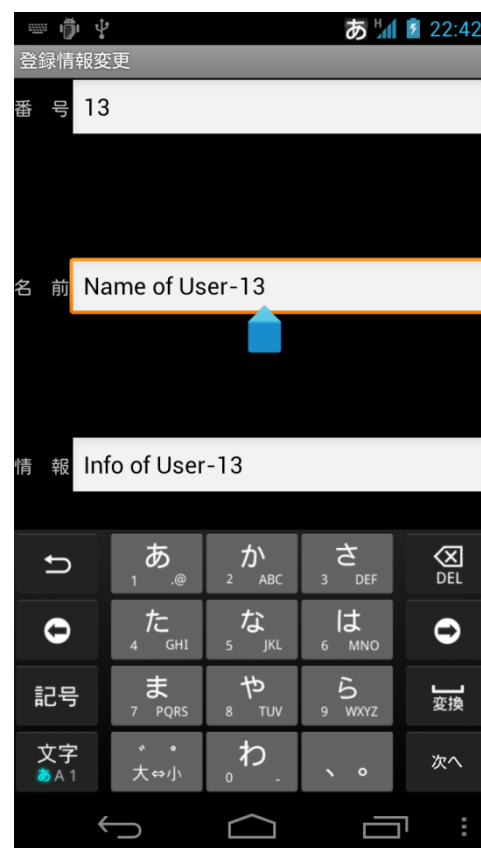 あ H 22:42
登録情報変更
番 号 13
名 前 Name of User-13
情 報 Info of User-13
あ か さ
1 .@ 2 ABC 3 DEF DEL
た な は
4 GHI 5 JKL 6 MNO
記号 ま や ら 変換
7 PQRS 8 TUV 9 WXYZ
文字 ゛ ゜ わ 、 。 次へ
あA1 大⇔小 0 -